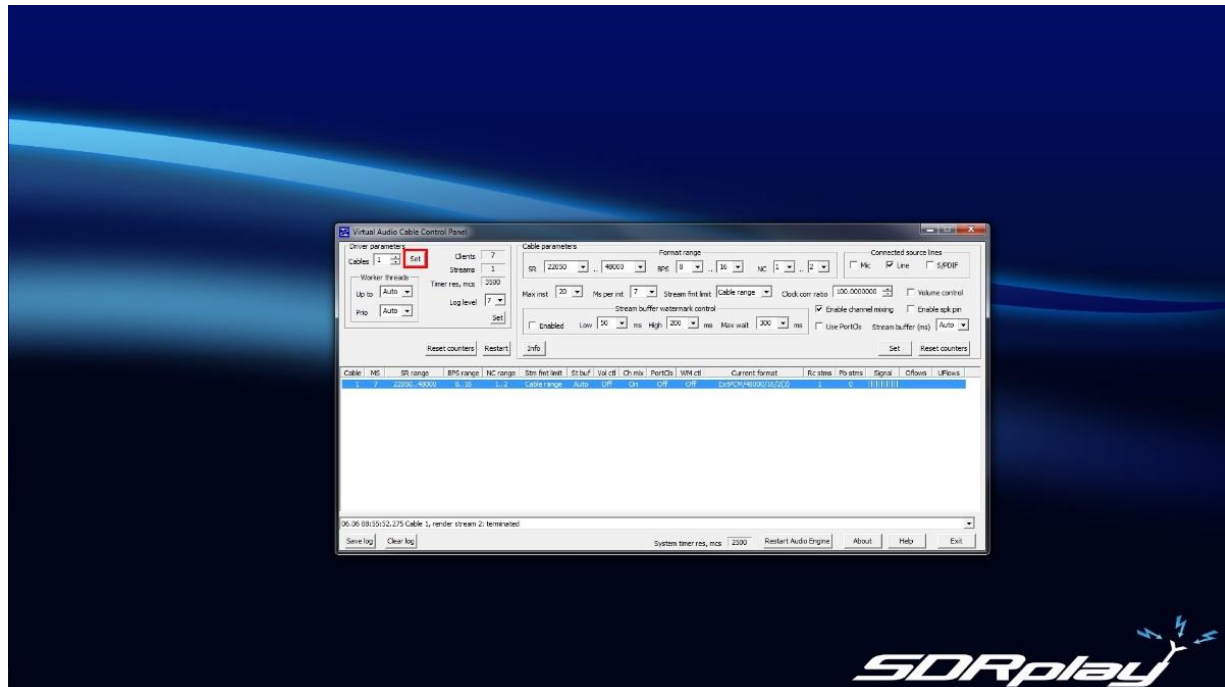 Virtual Audio Cable Control Panel
Driver parameters
Cables 1 Set
Clients 7
Streams 1
Worker threads
Timer res, mcs 3500
Up to Auto
Log level 7
Prio Auto
Set
Reset counters Restart
Cable parameters
Format range
SR 22050 .. 48000 BPS 8 .. 16 NC 1 .. 2
Connected source lines
Mic Line S/PDIF
Max inst 20 Ms per int 7 Stream fmt limit Cable range Clock corr ratio 100.0000000 Volume control
Stream buffer watermark control
Enable channel mixing Enable spk pin
Enabled Low 50 ms High 200 ms Max wait 300 ms
Use PortCls Stream buffer (ms) Auto
Info Set Reset counters
Cable MS SR range BPS range NC range Stm fmt limit St buf Vol ctl Ch mix PortCls WM ctl Current format Rc stms Pb stms Signal Oflows UFlows
1 7 22050..48000 8..16 1..2 Cable range Auto Off On Off Off 1 0
06.06 08:55:52.275 Cable 1, render stream 2: terminated
Save log Clear log System timer res, mcs 2500 Restart Audio Engine About Help Exit
SDRplay